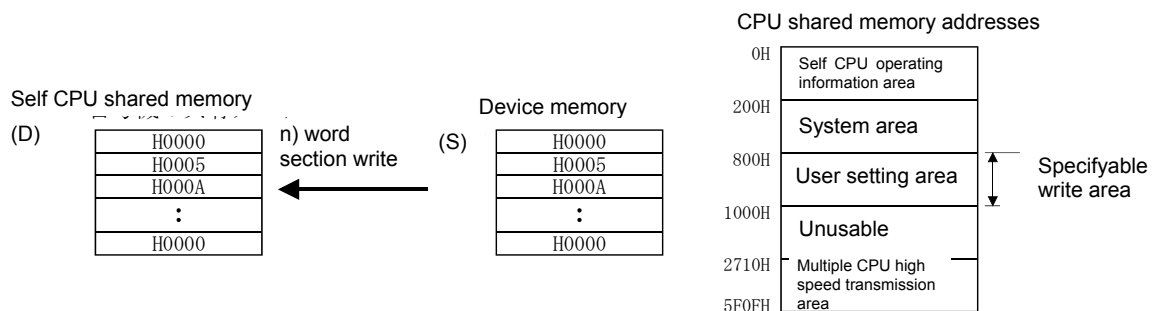 CPU shared memory addresses
0H
Self CPU operating
information area
200H
System area
800H
User setting area
Specifyable
write area
1000H
Unusable
2710H
Multiple CPU high
speed transmission
area
5F0FH
Self CPU shared memory
(D)
H0000
H0005
H000A
:
H0000
n) word
section write
Device memory
(S)
H0000
H0005
H000A
:
H0000